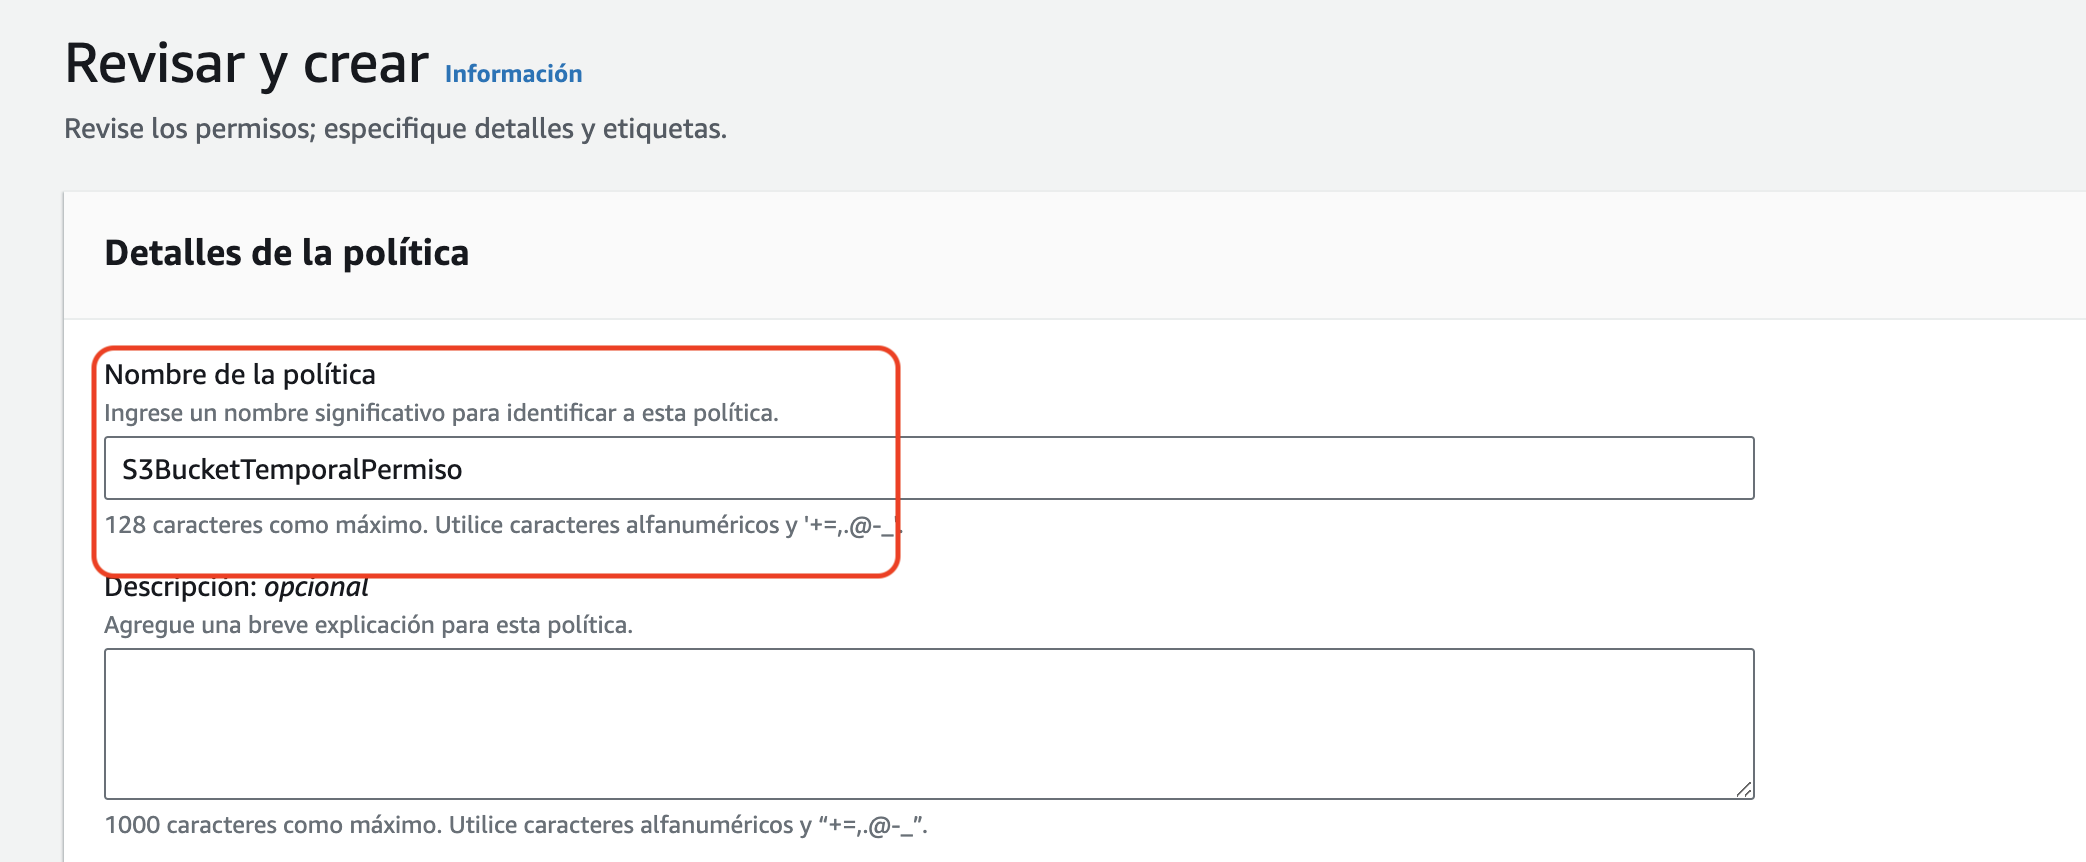 Revisar y crear Información
Revise los permisos; especifique detalles y etiquetas.
Detalles de la política
Nombre de la política
Ingrese un nombre significativo para identificar a esta política.
S3BucketTemporalPermiso
128 caracteres como máximo. Utilice caracteres alfanuméricos y '+=,.@-_'.
Descripción: opcional
Agregue una breve explicación para esta política.
1000 caracteres como máximo. Utilice caracteres alfanuméricos y “+=,.@-_”.